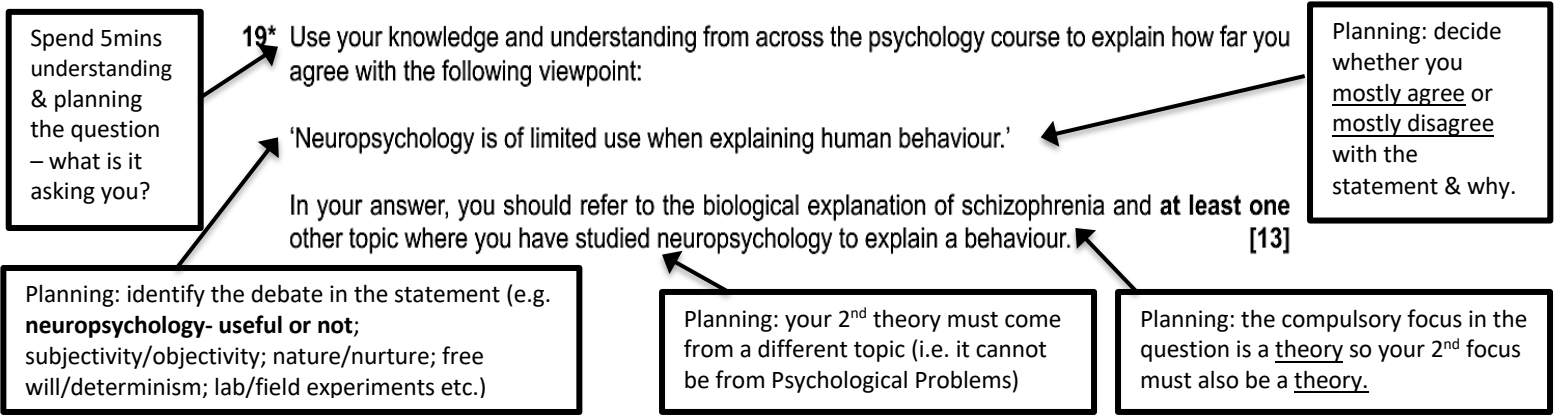 Spend 5mins
understanding
& planning
the question
– what is it
asking you?
19* Use your knowledge and understanding from across the psychology course to explain how far you
agree with the following viewpoint:
‘Neuropsychology is of limited use when explaining human behaviour.’
In your answer, you should refer to the biological explanation of schizophrenia and at least one
other topic where you have studied neuropsychology to explain a behaviour. [13]
Planning: decide
whether you
mostly agree or
mostly disagree
with the
statement & why.
Planning: identify the debate in the statement (e.g.
neuropsychology- useful or not;
subjectivity/objectivity; nature/nurture; free
will/determinism; lab/field experiments etc.)
Planning: your 2nd theory must come
from a different topic (i.e. it cannot
be from Psychological Problems)
Planning: the compulsory focus in the
question is a theory so your 2nd focus
must also be a theory.